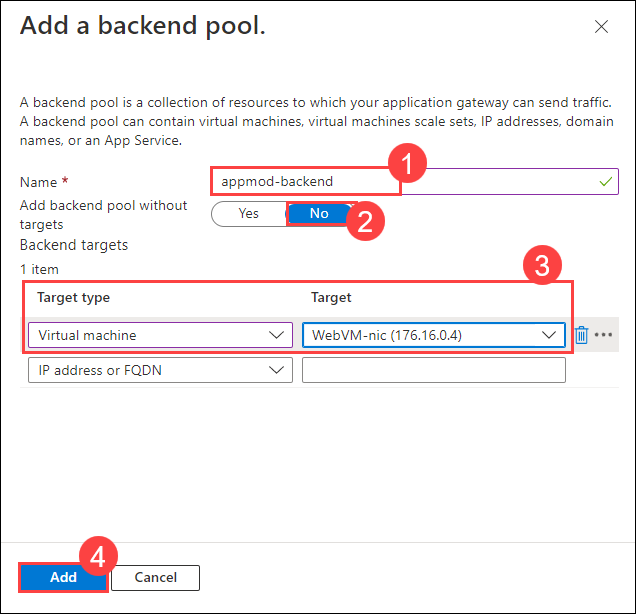 Add a backend pool.
A backend pool is a collection of resources to which your application gateway can send traffic.
A backend pool can contain virtual machines, virtual machines scale sets, IP addresses, domain
names, or an App Service.
1
Name *
appmod-backend
Add backend pool without
targets
Yes
No
2
Backend targets
1 item
3
Target type
Target
Virtual machine
WebVM-nic (176.16.0.4)
IP address or FQDN
4
Add
Cancel